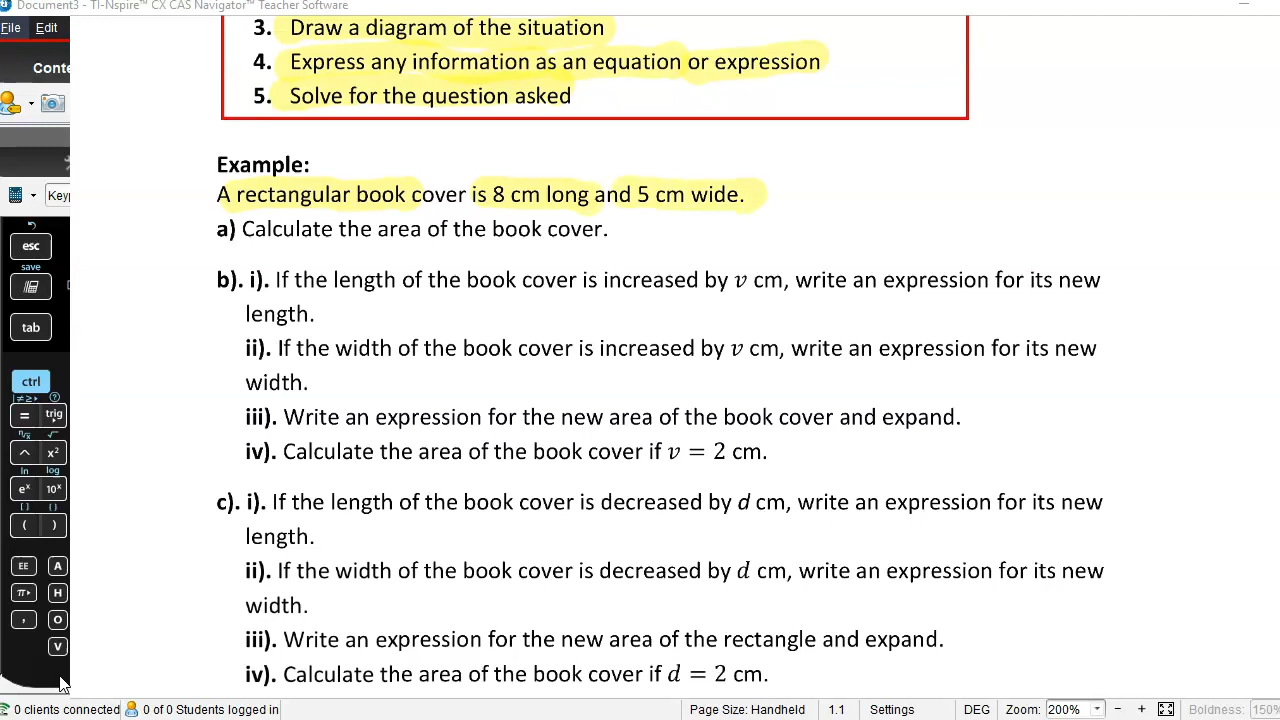 Document3 - TI-Nspire™ CX CAS Navigator™ Teacher Software
File Edit
Conte
Keyp
esc
save
tab
ctrl
= trig
^ x²
ln log
eˣ 10ˣ
[ ] { }
( )
EE A
π▸ H
, O
V
3. Draw a diagram of the situation
4. Express any information as an equation or expression
5. Solve for the question asked
Example:
A rectangular book cover is 8 cm long and 5 cm wide.
a) Calculate the area of the book cover.
b). i). If the length of the book cover is increased by v cm, write an expression for its new
length.
ii). If the width of the book cover is increased by v cm, write an expression for its new
width.
iii). Write an expression for the new area of the book cover and expand.
iv). Calculate the area of the book cover if v = 2 cm.
c). i). If the length of the book cover is decreased by d cm, write an expression for its new
length.
ii). If the width of the book cover is decreased by d cm, write an expression for its new
width.
iii). Write an expression for the new area of the rectangle and expand.
iv). Calculate the area of the book cover if d = 2 cm.
0 clients connected 0 of 0 Students logged in Page Size: Handheld 1.1 Settings DEG Zoom: 200% - + Boldness: 150%